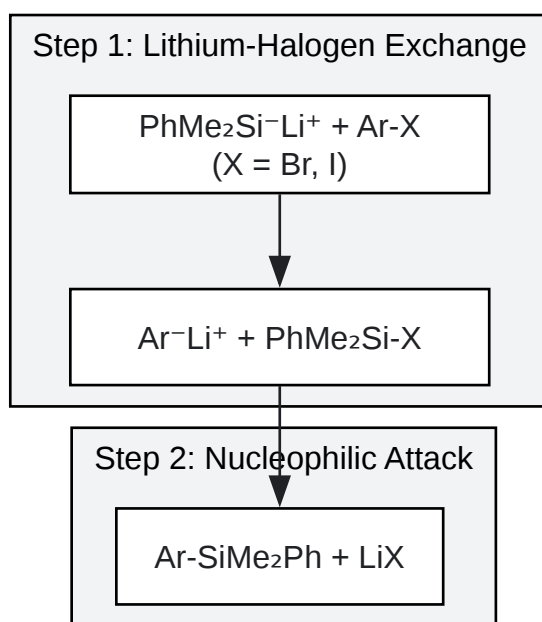 Step 1: Lithium-Halogen Exchange
PhMe₂Si⁻Li⁺ + Ar-X
(X = Br, I)
Ar⁻Li⁺ + PhMe₂Si-X
Step 2: Nucleophilic Attack
Ar-SiMe₂Ph + LiX